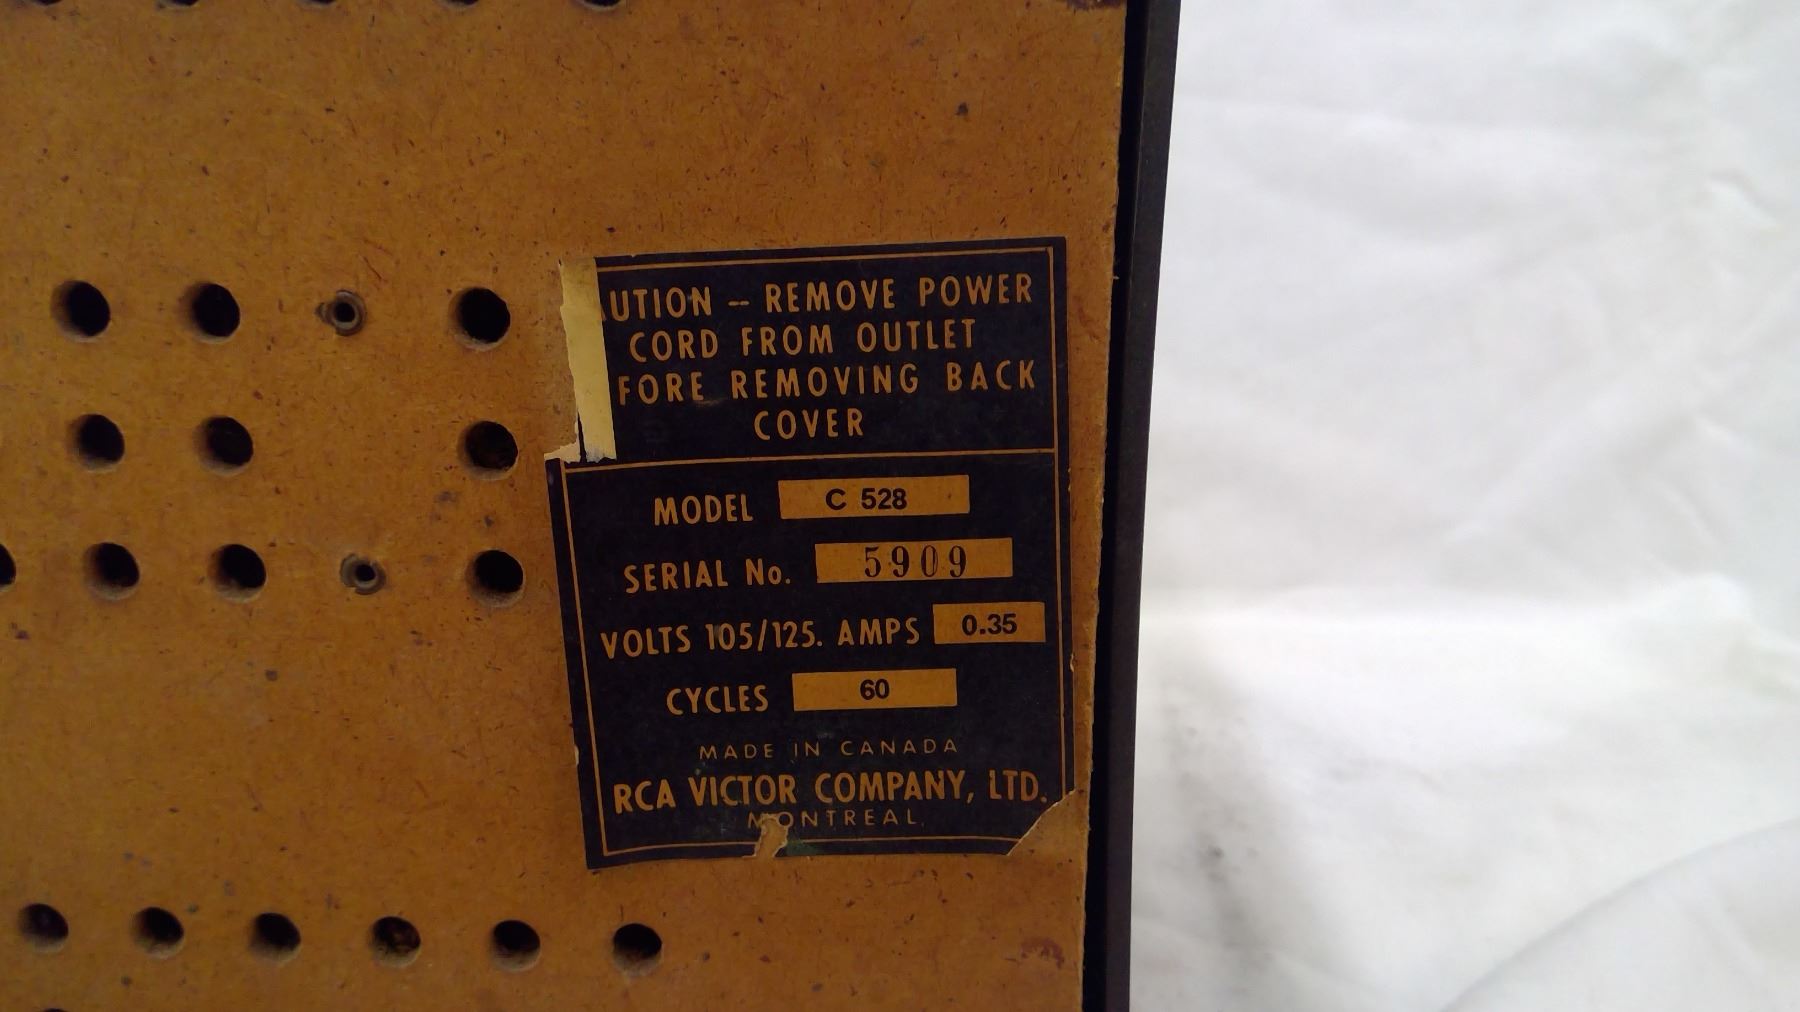 AUTION – REMOVE POWER
CORD FROM OUTLET
FORE REMOVING BACK
COVER
MODEL C 528
SERIAL No. 5909
VOLTS 105/125. AMPS 0.35
CYCLES 60
MADE IN CANADA
RCA VICTOR COMPANY, LTD.
MONTREAL.